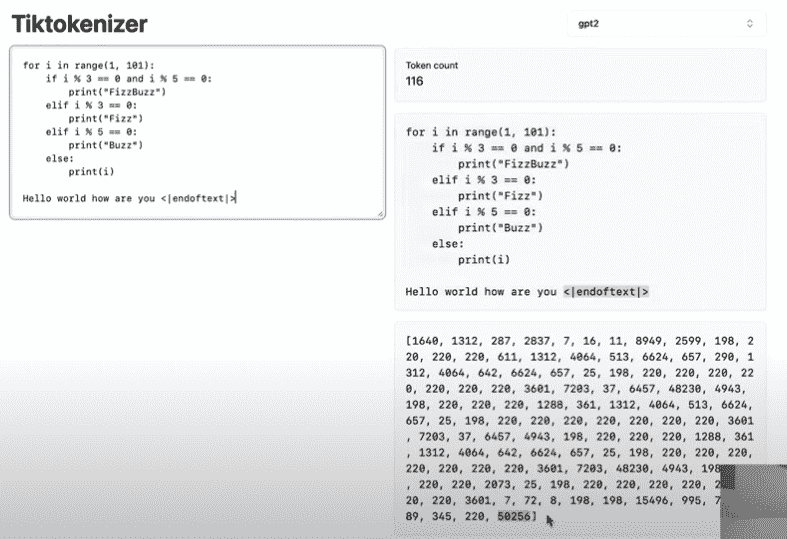 Tiktokenizer
gpt2
for i in range(1, 101):
    if i % 3 == 0 and i % 5 == 0:
        print("FizzBuzz")
    elif i % 3 == 0:
        print("Fizz")
    elif i % 5 == 0:
        print("Buzz")
    else:
        print(i)
Hello world how are you <|endoftext|>
Token count
116
for i in range(1, 101):
    if i % 3 == 0 and i % 5 == 0:
        print("FizzBuzz")
    elif i % 3 == 0:
        print("Fizz")
    elif i % 5 == 0:
        print("Buzz")
    else:
        print(i)
Hello world how are you <|endoftext|>
[1640, 1312, 287, 2837, 7, 16, 11, 8949, 2599, 198, 2
20, 220, 220, 611, 1312, 4064, 513, 6624, 657, 290, 1
312, 4064, 642, 6624, 657, 25, 198, 220, 220, 220, 22
0, 220, 220, 220, 3601, 7203, 37, 6457, 48230, 4943,
198, 220, 220, 220, 1288, 361, 1312, 4064, 513, 6624,
657, 25, 198, 220, 220, 220, 220, 220, 220, 220, 3601
, 7203, 37, 6457, 4943, 198, 220, 220, 220, 1288, 361
, 1312, 4064, 642, 6624, 657, 25, 198, 220, 220, 220,
220, 220, 220, 220, 3601, 7203, 48230, 4943, 198
, 220, 220, 2073, 25, 198, 220, 220, 220, 220,
20, 220, 3601, 7, 72, 8, 198, 198, 15496, 995,
89, 345, 220, 50256]